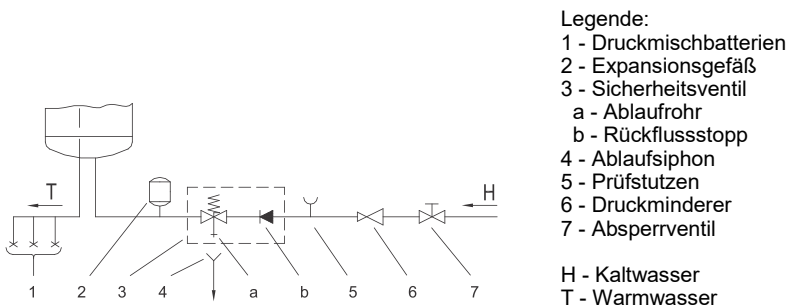 T
H
1 2 3 4 a b 5 6 7
Legende:
1 - Druckmischbatterien
2 - Expansionsgefäß
3 - Sicherheitsventil
a - Ablaufrohr
b - Rückflussstopp
4 - Ablaufsiphon
5 - Prüfstutzen
6 - Druckminderer
7 - Absperrventil
H - Kaltwasser
T - Warmwasser